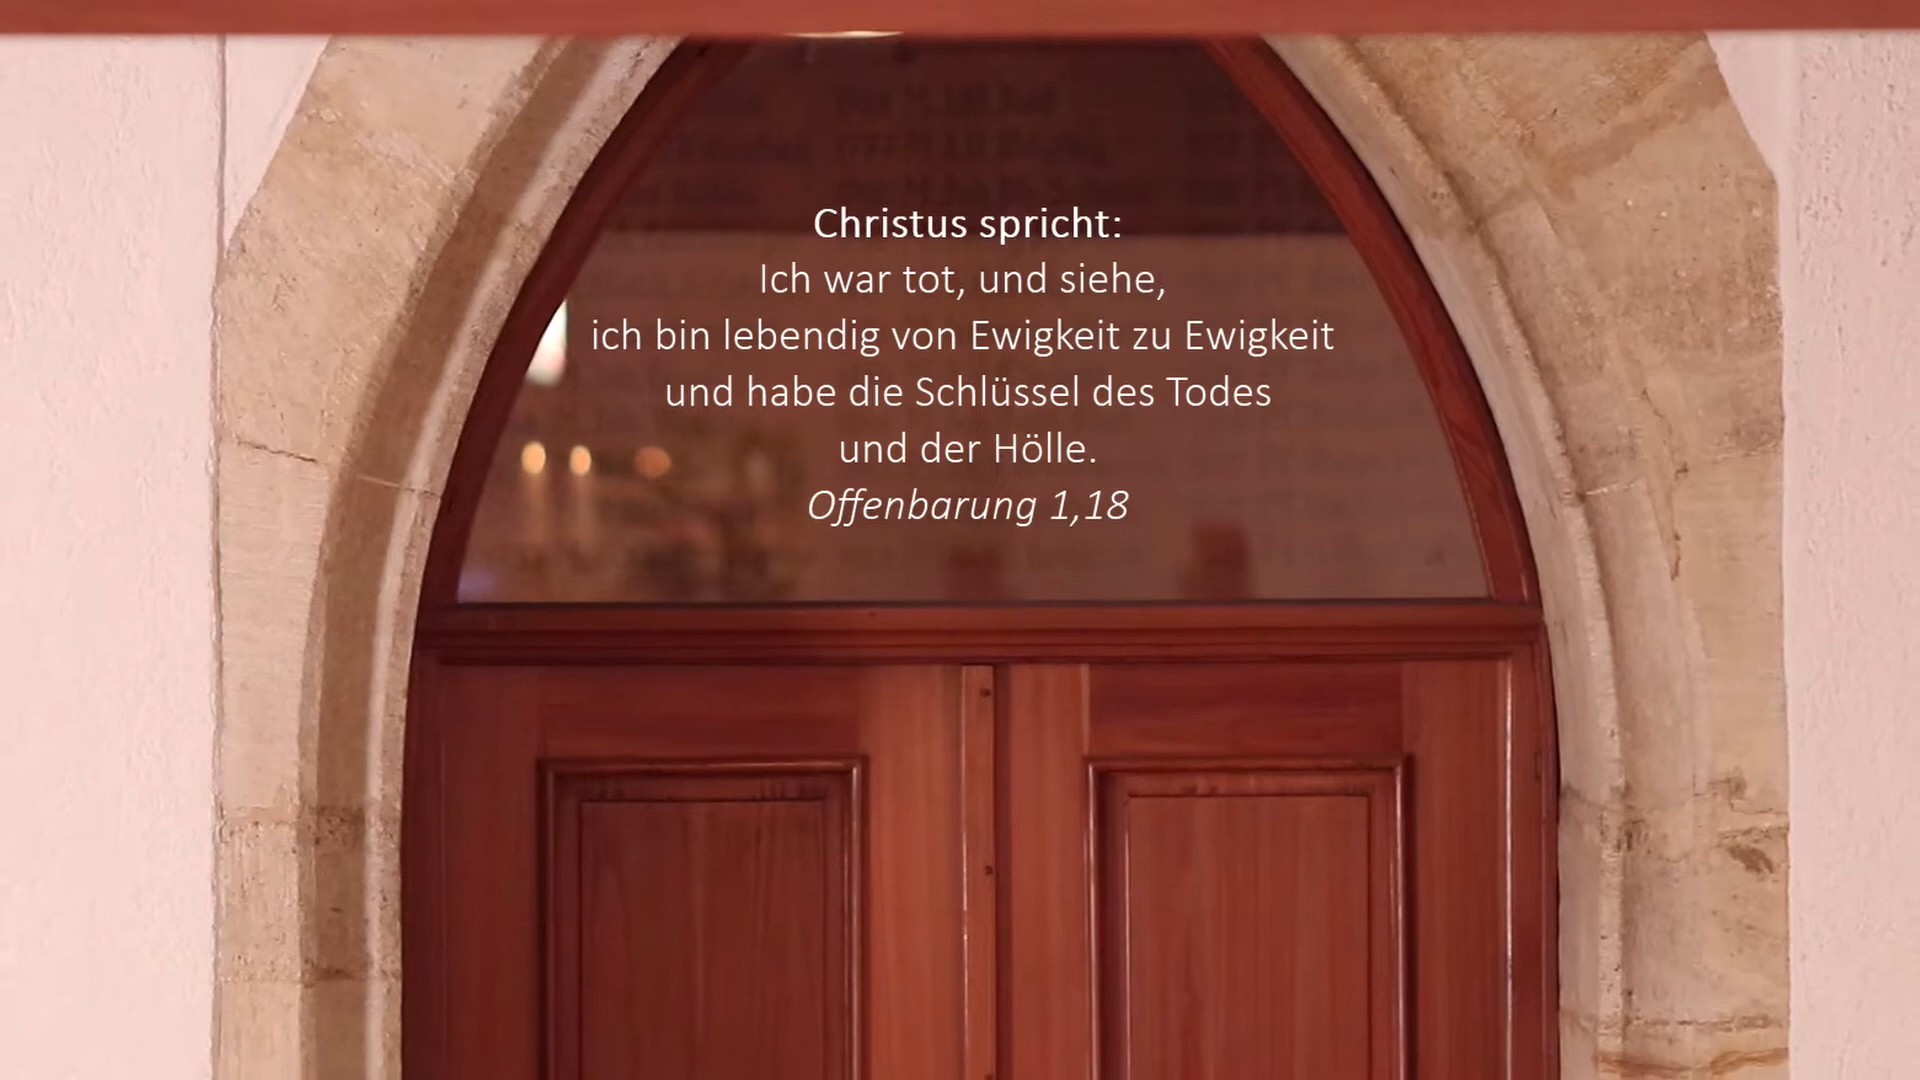 Christus spricht:
Ich war tot, und siehe,
ich bin lebendig von Ewigkeit zu Ewigkeit
und habe die Schlüssel des Todes
und der Hölle.
Offenbarung 1,18